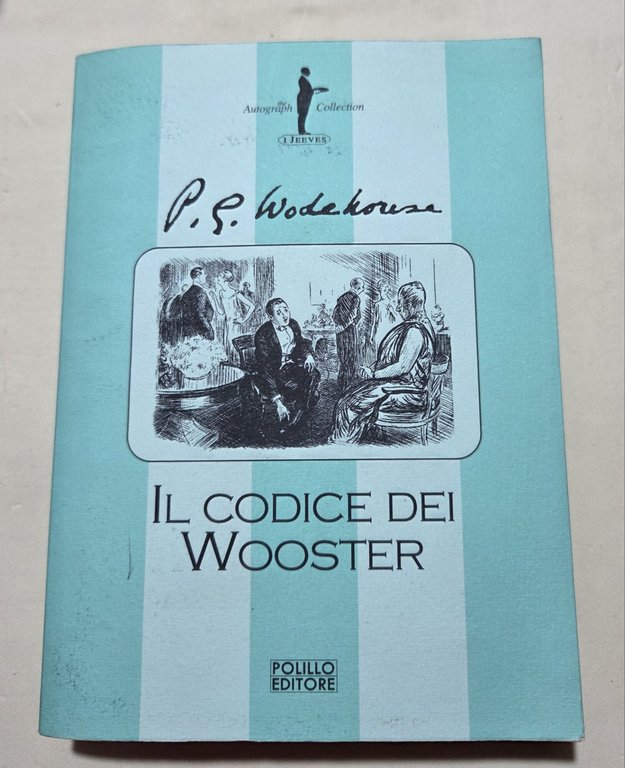 the
Autograph Collection
I JEEVES
P. G. Wodehouse
IL CODICE DEI
WOOSTER
POLILLO
EDITORE